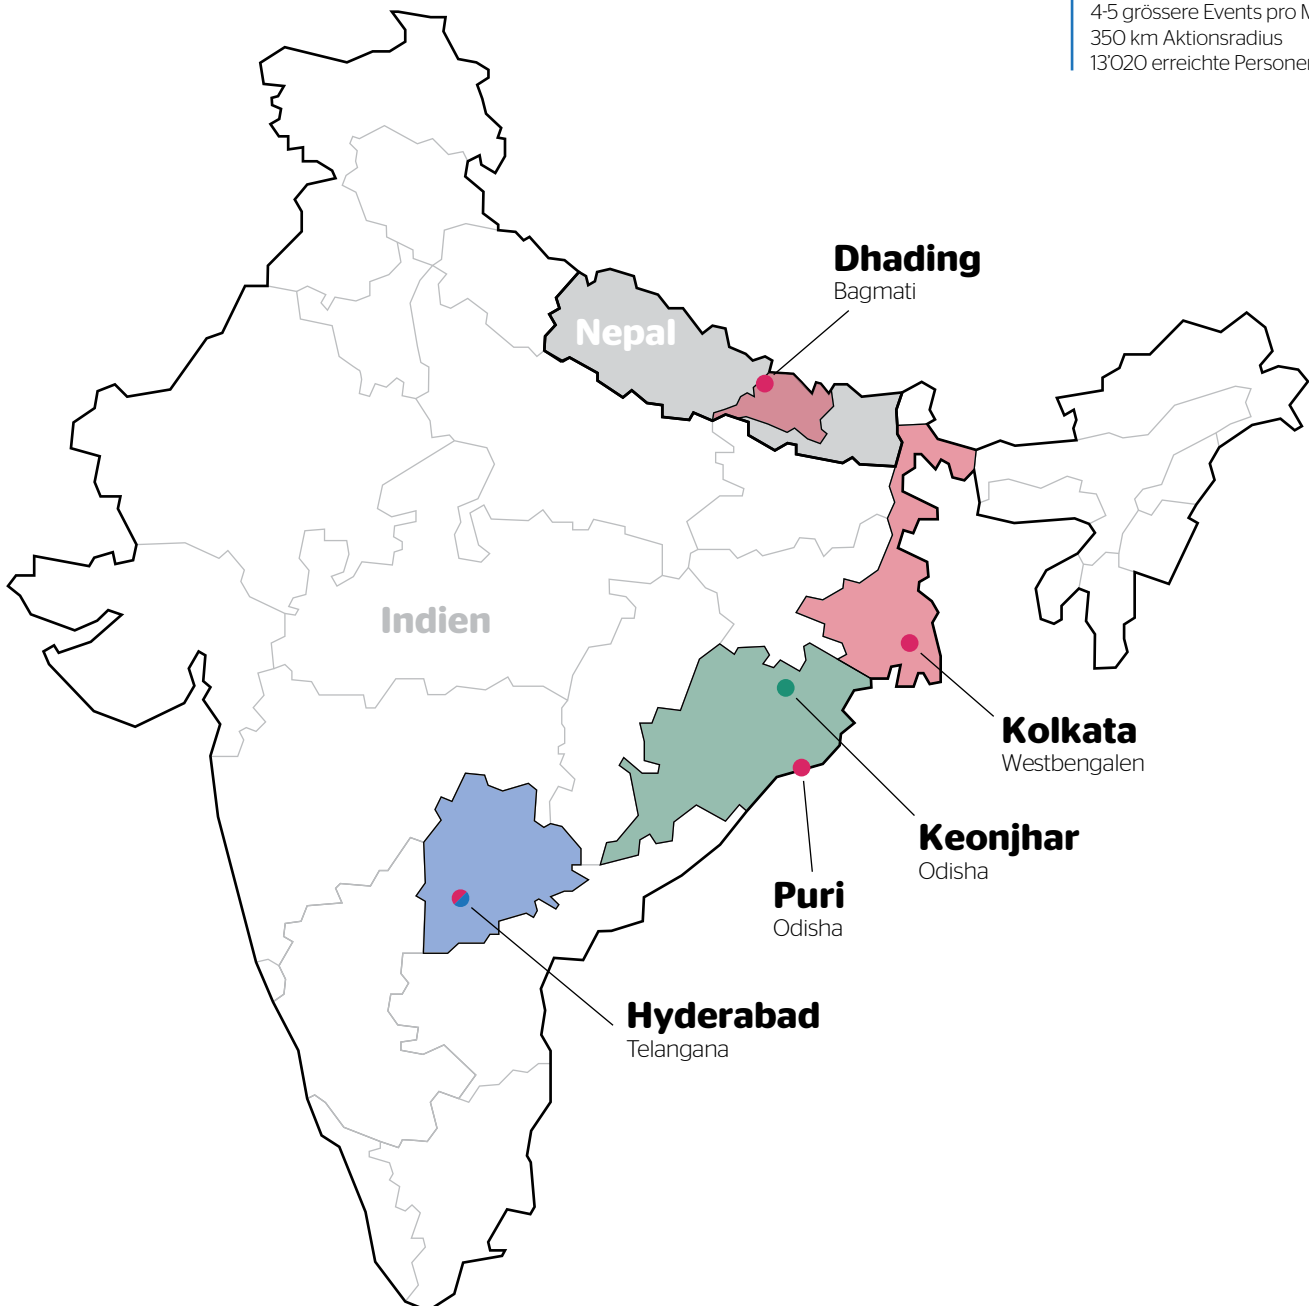 4-5 grössere Events pro
350 km Aktionsradius
13'020 erreichte Personen
Dhading
Bagmati
Nepal
Indien
Kolkata
Westbengalen
Keonjhar
Odisha
Puri
Odisha
Hyderabad
Telangana